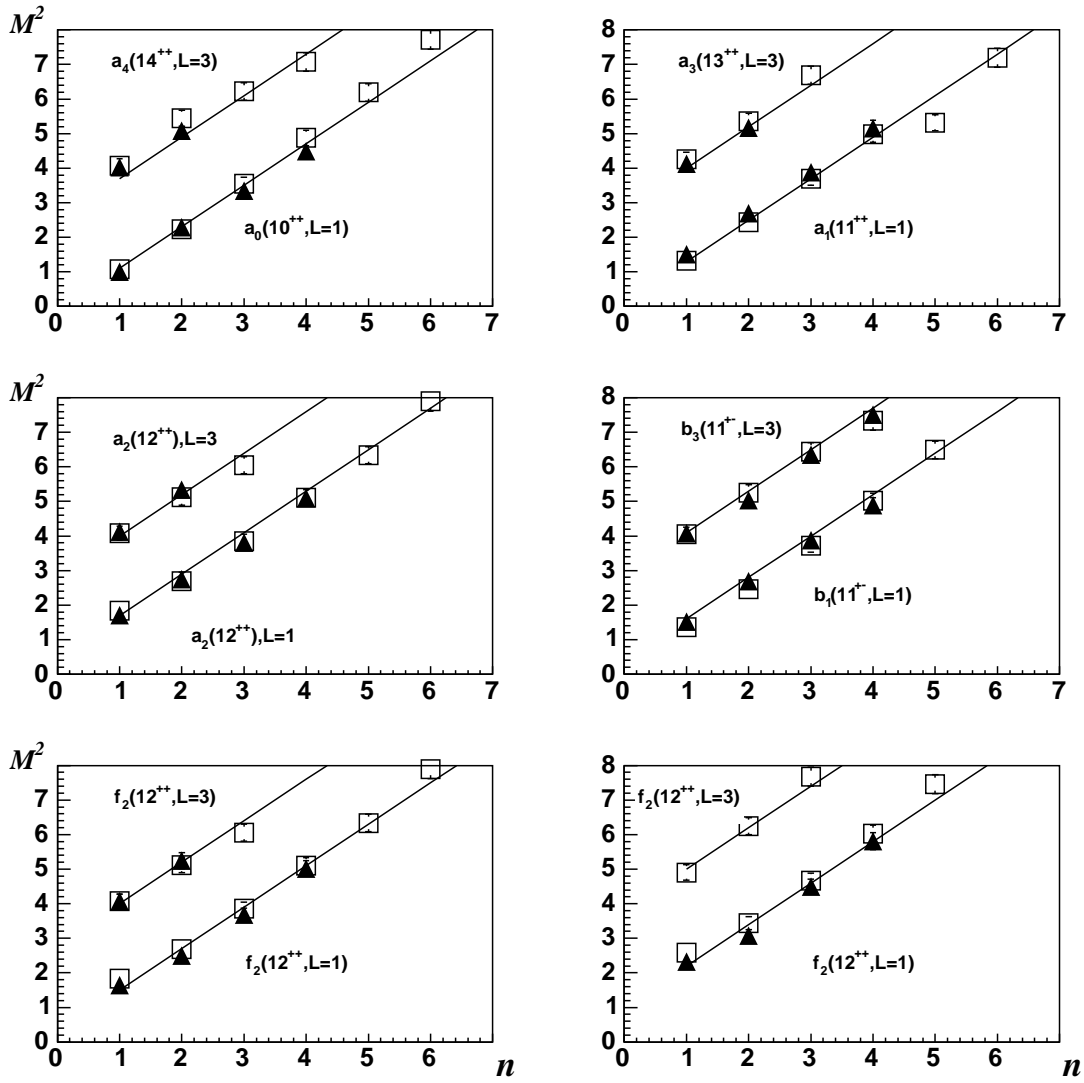 M²
8
7
6
5
4
3
2
1
0
a₄(14⁺⁺,L=3)
a₀(10⁺⁺,L=1)
0 1 2 3 4 5 6 7
8
7
6
5
4
3
2
1
0
a₃(13⁺⁺,L=3)
a₁(11⁺⁺,L=1)
0 1 2 3 4 5 6 7
M²
7
6
5
4
3
2
1
0
a₂(12⁺⁺),L=3
a₂(12⁺⁺),L=1
0 1 2 3 4 5 6 7
8
7
6
5
4
3
2
1
0
b₃(11⁺⁻,L=3)
b₁(11⁺⁻,L=1)
0 1 2 3 4 5 6 7
M²
7
6
5
4
3
2
1
0
f₂(12⁺⁺,L=3)
f₂(12⁺⁺,L=1)
0 1 2 3 4 5 6 n
8
7
6
5
4
3
2
1
0
f₂(12⁺⁺,L=3)
f₂(12⁺⁺,L=1)
0 1 2 3 4 5 6 n